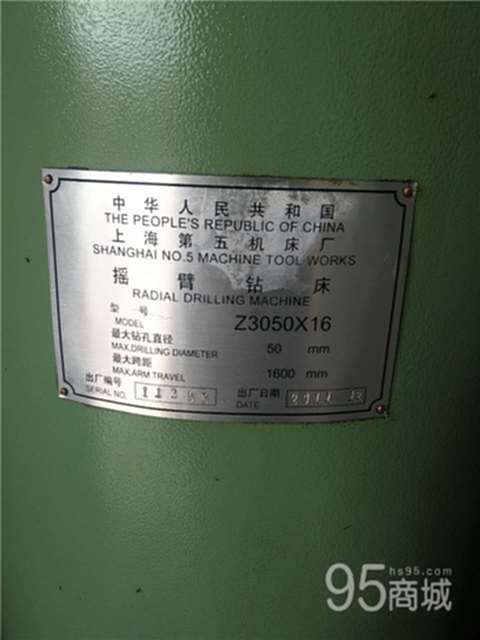 中华人民共和国
THE PEOPLE'S REPUBLIC OF CHINA
上海第五机床厂
SHANGHAI NO.5 MACHINE TOOL WORKS
摇臂钻床
RADIAL DRILLING MACHINE
型号
MODEL Z3050X16
最大钻孔直径
MAX.DRILLING DIAMETER 50 mm
最大跨距
MAX.ARM TRAVEL 1600 mm
出厂编号 出厂日期
SERIAL NO. DATE
95商城
hs95.com